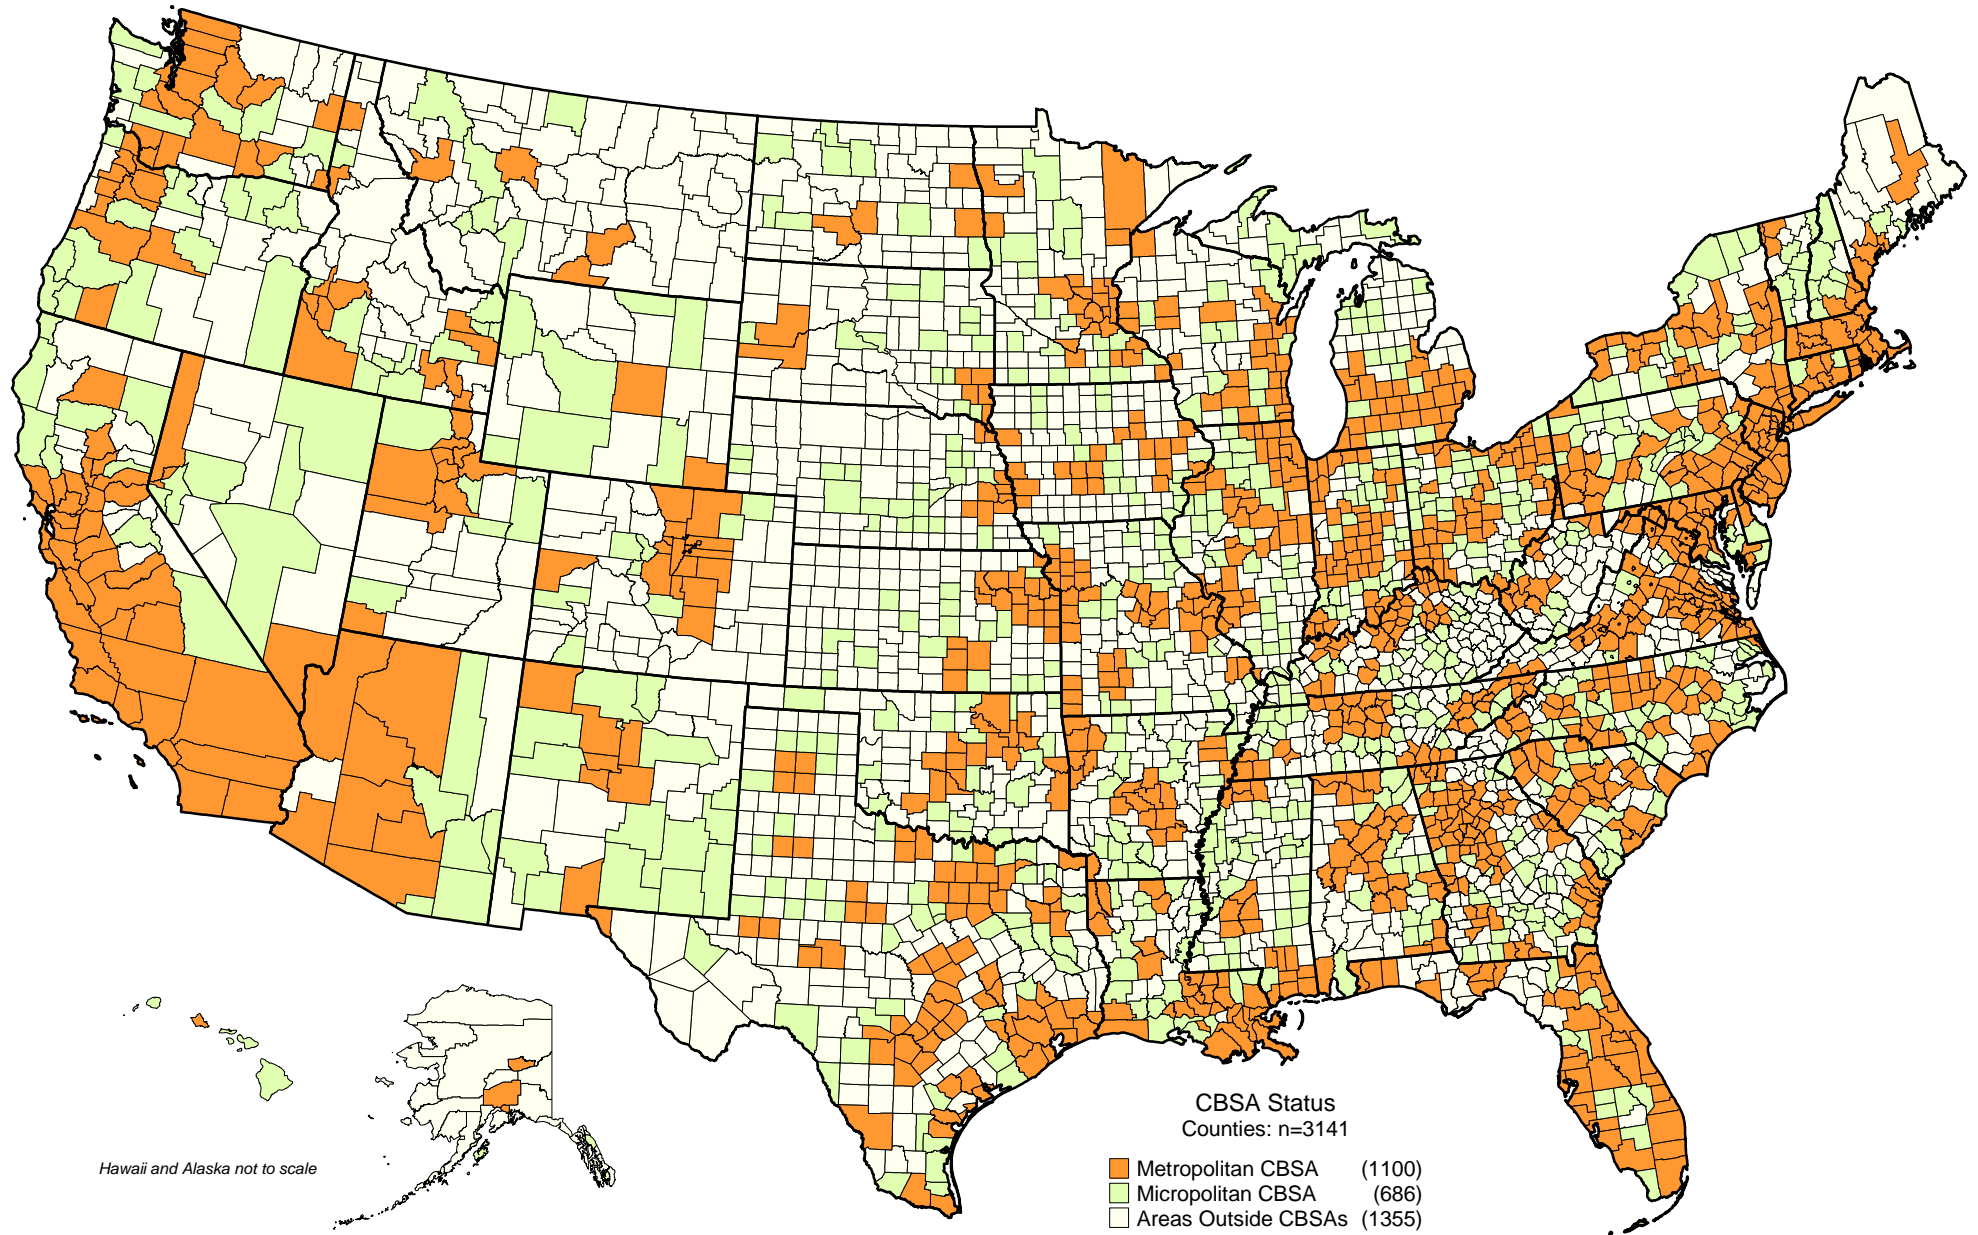 Hawaii and Alaska not to scale
CBSA Status
Counties: n=3141
Metropolitan CBSA (1100)
Micropolitan CBSA (686)
Areas Outside CBSAs (1355)